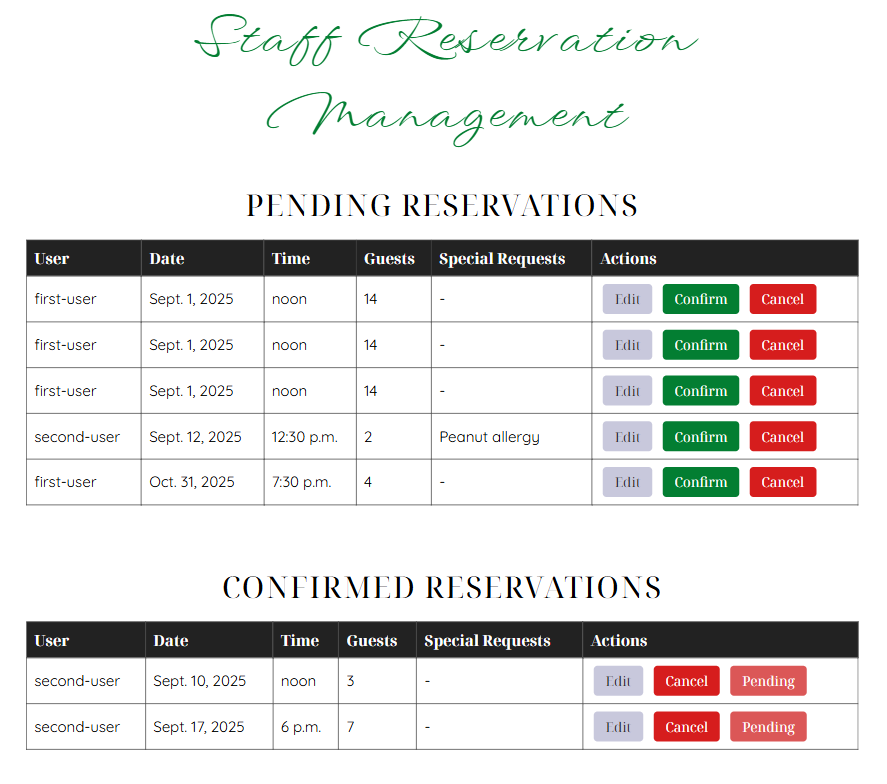 Staff Reservation
Management
PENDING RESERVATIONS
User Date Time Guests Special Requests Actions
first-user Sept. 1, 2025 noon 14 - Edit Confirm Cancel
first-user Sept. 1, 2025 noon 14 - Edit Confirm Cancel
first-user Sept. 1, 2025 noon 14 - Edit Confirm Cancel
second-user Sept. 12, 2025 12:30 p.m. 2 Peanut allergy Edit Confirm Cancel
first-user Oct. 31, 2025 7:30 p.m. 4 - Edit Confirm Cancel
CONFIRMED RESERVATIONS
User Date Time Guests Special Requests Actions
second-user Sept. 10, 2025 noon 3 - Edit Cancel Pending
second-user Sept. 17, 2025 6 p.m. 7 - Edit Cancel Pending